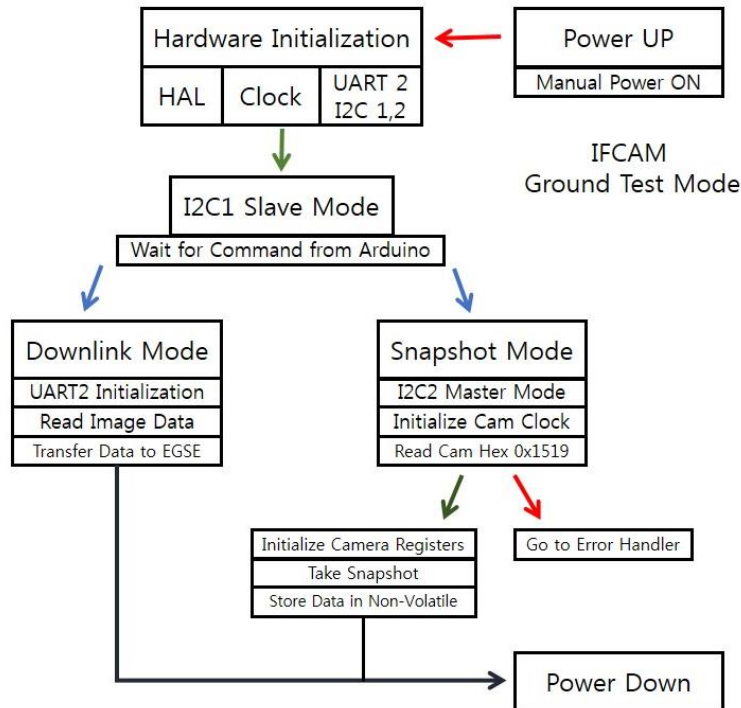 Hardware Initialization
HAL
Clock
UART 2
I2C 1,2
Power UP
Manual Power ON
IFCAM
Ground Test Mode
I2C1 Slave Mode
Wait for Command from Arduino
Downlink Mode
UART2 Initialization
Read Image Data
Transfer Data to EGSE
Snapshot Mode
I2C2 Master Mode
Initialize Cam Clock
Read Cam Hex 0x1519
Initialize Camera Registers
Take Snapshot
Store Data in Non-Volatile
Go to Error Handler
Power Down